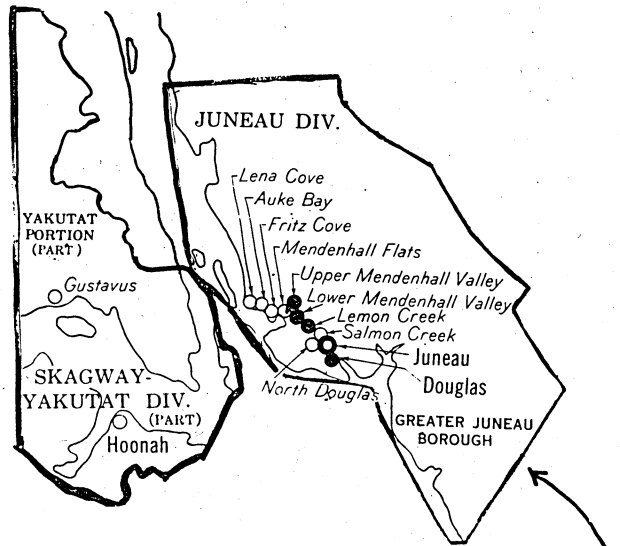 JUNEAU DIV.
Lena Cove
Auke Bay
Fritz Cove
Mendenhall Flats
YAKUTAT
PORTION
(PART)
Upper Mendenhall Valley
Gustavus
Lower Mendenhall Valley
Lemon Creek
Salmon Creek
Juneau
SKAGWAY-
YAKUTAT DIV.
(PART)
North Douglas
Douglas
Hoonah
GREATER JUNEAU
BOROUGH